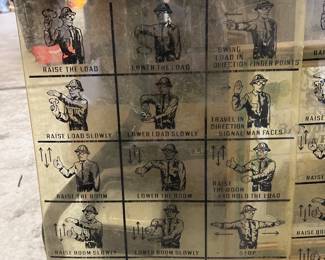 RAISE THE LOAD
LOWER THE LOAD
SWING
LOAD IN
DIRECTION FINGER POINTS
RAISE LOAD SLOWLY
LOWER LOAD SLOWLY
TRAVEL IN
DIRECTION
SIGNAL MAN FACES
RAISE THE BOOM
LOWER THE BOOM
RAISE
THE BOOM
AND HOLD THE LOAD
RAISE BOOM SLOWLY
LOWER BOOM SLOWLY
STOP